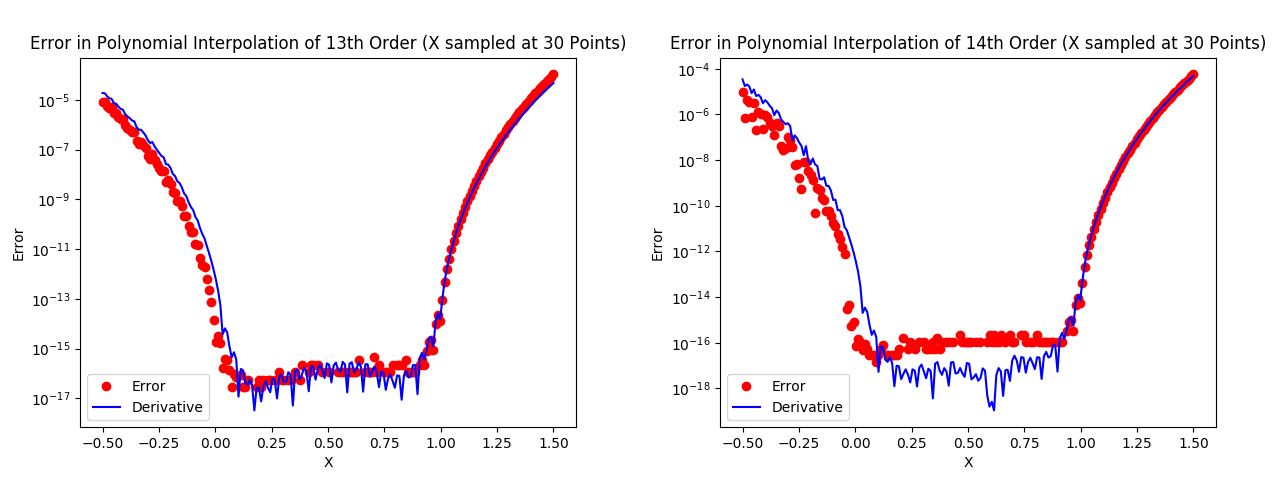 Error in Polynomial Interpolation of 13th Order (X sampled at 30 Points)
10⁻⁵
10⁻⁷
10⁻⁹
10⁻¹¹
10⁻¹³
10⁻¹⁵
10⁻¹⁷
Error
Error
Derivative
−0.50 −0.25 0.00 0.25 0.50 0.75 1.00 1.25 1.50
X
Error in Polynomial Interpolation of 14th Order (X sampled at 30 Points)
10⁻⁴
10⁻⁶
10⁻⁸
10⁻¹⁰
10⁻¹²
10⁻¹⁴
10⁻¹⁶
10⁻¹⁸
Error
Error
Derivative
−0.50 −0.25 0.00 0.25 0.50 0.75 1.00 1.25 1.50
X